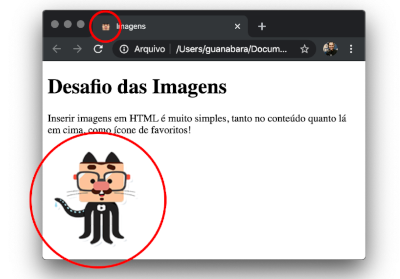 Imagens
Arquivo | /Users/guanabara/Docum...
Desafio das Imagens
Inserir imagens em HTML é muito simples, tanto no conteúdo quanto lá
em cima, como ícone de favoritos!